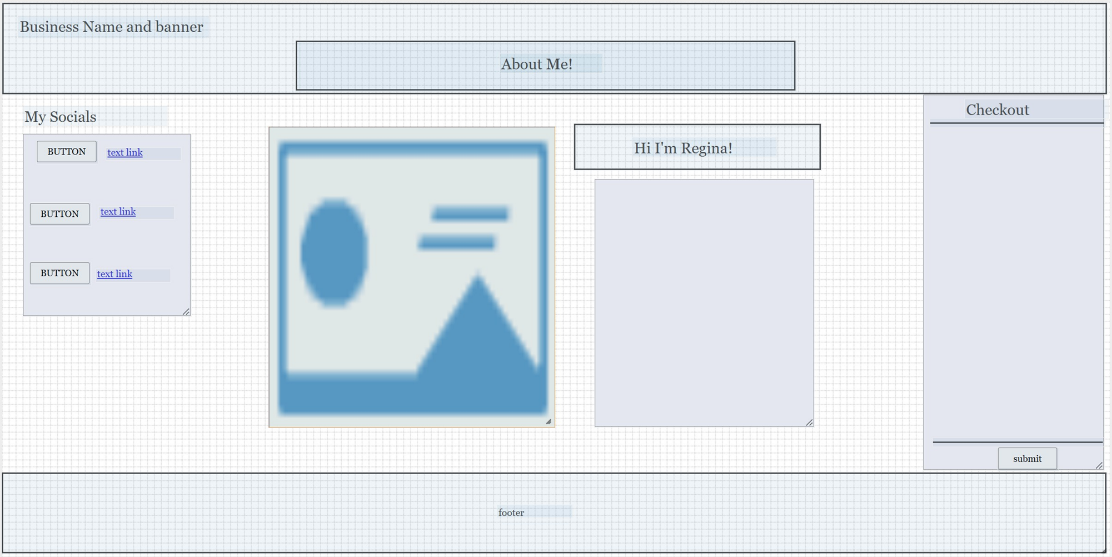 Business Name and banner
About Me!
My Socials
BUTTON text link
BUTTON text link
BUTTON text link
Hi I'm Regina!
Checkout
submit
footer